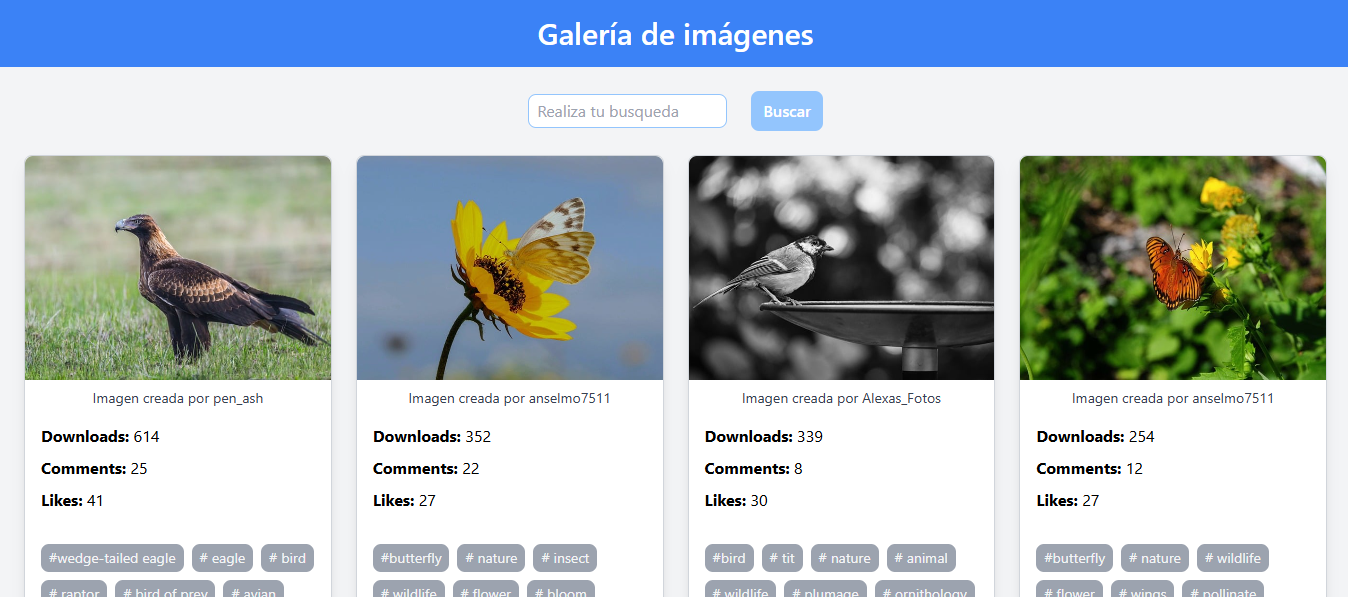 Galería de imágenes
Realiza tu busqueda
Buscar
Imagen creada por pen_ash
Downloads: 614
Comments: 25
Likes: 41
#wedge-tailed eagle # eagle # bird
# raptor # bird of prey # avian
Imagen creada por anselmo7511
Downloads: 352
Comments: 22
Likes: 27
#butterfly # nature # insect
# wildlife # flower # bloom
Imagen creada por Alexas_Fotos
Downloads: 339
Comments: 8
Likes: 30
#bird # tit # nature # animal
# wildlife # plumage # ornithology
Imagen creada por anselmo7511
Downloads: 254
Comments: 12
Likes: 27
#butterfly # nature # wildlife
# flower # wings # pollinate